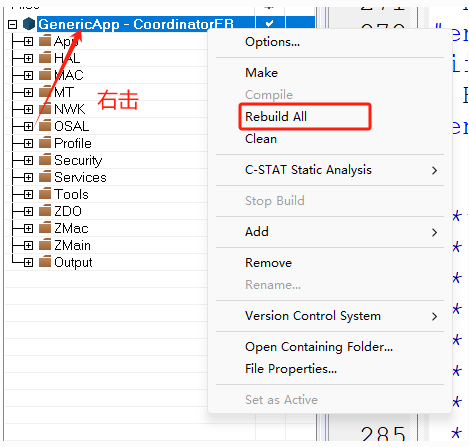 GenericApp - CoordinatorEB
App
HAL
MAC
MT
NWK
OSAL
Profile
Security
Services
Tools
ZDO
ZMac
ZMain
Output
右击
Options...
Make
Compile
Rebuild All
Clean
C-STAT Static Analysis
Stop Build
Add
Remove
Rename...
Version Control System
Open Containing Folder...
File Properties...
Set as Active
285